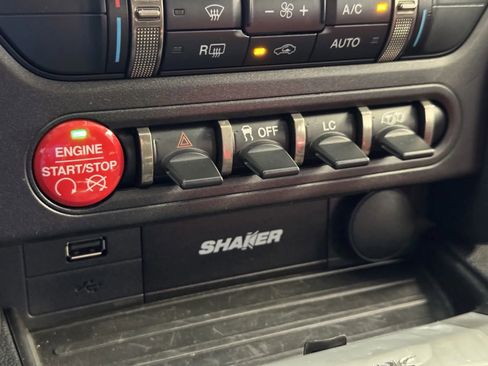 A/C
R
AUTO
ENGINE
START/STOP
OFF
LC
SHAKER